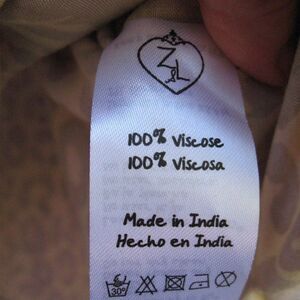 ZL
100% Viscose
100% Viscosa
Made in India
Hecho en India
30°